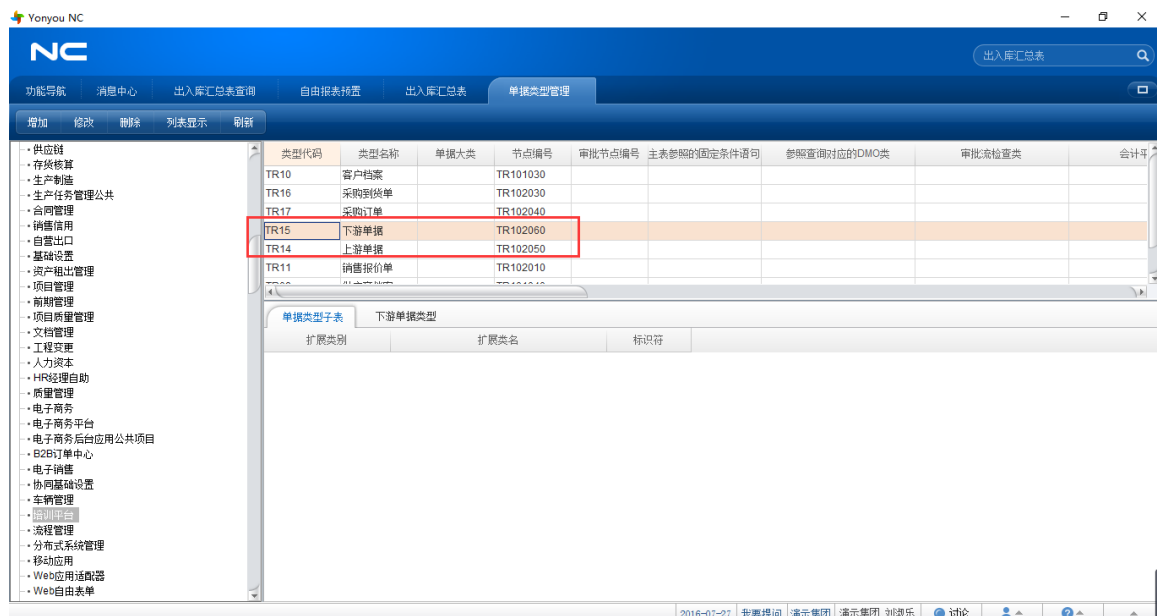 Yonyou NC
NC
出入库汇总表
功能导航 消息中心 出入库汇总表查询 自由报表预置 出入库汇总表 单据类型管理
增加 修改 删除 列表显示 刷新
供应链
存货核算
生产制造
生产任务管理公共
合同管理
销售信用
自营出口
基础设置
资产租出管理
项目管理
前期管理
项目质量管理
文档管理
工程变更
人力资本
HR经理自助
质量管理
电子商务
电子商务平台
电子商务后台应用公共项目
B2B订单中心
电子销售
协同基础设置
车辆管理
培训平台
流程管理
分布式系统管理
移动应用
Web应用适配器
Web自由表单
类型代码 类型名称 单据大类 节点编号 审批节点编号 主表参照的固定条件语句 参照查询对应的DMO类 审批流检查类 会计平
TR10 客户档案 TR101030
TR16 采购到货单 TR102030
TR17 采购订单 TR102040
TR15 下游单据 TR102060
TR14 上游单据 TR102050
TR11 销售报价单 TR102010
单据类型子表 下游单据类型
扩展类别 扩展类名 标识符
2016-07-27 我要提问 演示集团 演示集团 讨论